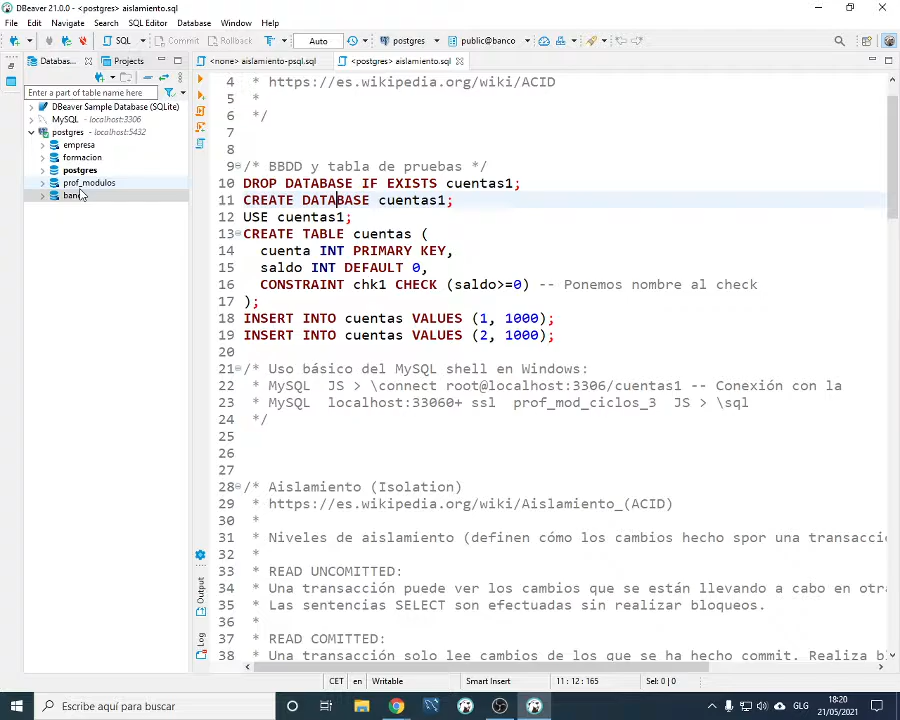 DBeaver 21.0.0 - <postgres> aislamiento.sql
File Edit Navigate Search SQL Editor Database Window Help
SQL Commit Rollback Auto postgres public@banco
Databas... Projects
<none> aislamiento-psql.sql <postgres> aislamiento.sql
Enter a part of table name here
DBeaver Sample Database (SQLite)
MySQL - localhost:3306
postgres - localhost:5432
empresa
formacion
postgres
prof_modulos
4 * https://es.wikipedia.org/wiki/ACID
5 *
6 */
7
8
9 /* BBDD y tabla de pruebas */
10 DROP DATABASE IF EXISTS cuentas1;
11 CREATE DATABASE cuentas1;
12 USE cuentas1;
13 CREATE TABLE cuentas (
14 cuenta INT PRIMARY KEY,
15 saldo INT DEFAULT 0,
16 CONSTRAINT chk1 CHECK (saldo>=0) -- Ponemos nombre al check
17 );
18 INSERT INTO cuentas VALUES (1, 1000);
19 INSERT INTO cuentas VALUES (2, 1000);
20
21 /* Uso básico del MySQL shell en Windows:
22 * MySQL JS > \connect root@localhost:3306/cuentas1 -- Conexión con la
23 * MySQL localhost:33060+ ssl prof_mod_ciclos_3 JS > \sql
24 */
25
26
27
28 /* Aislamiento (Isolation)
29 * https://es.wikipedia.org/wiki/Aislamiento_(ACID)
30 *
31 * Niveles de aislamiento (definen cómo los cambios hecho spor una transacci
32 *
33 * READ UNCOMITTED:
34 * Una transacción puede ver los cambios que se están llevando a cabo en otr
35 * Las sentencias SELECT son efectuadas sin realizar bloqueos.
36 *
37 * READ COMITTED:
38 * Una transacción solo lee cambios de los que se ha hecho commit. Realiza b
Output
Log
CET en Writable Smart Insert 11 : 12 : 165 Sel: 0 | 0
Escribe aquí para buscar
GLG
18:20
21/05/2021